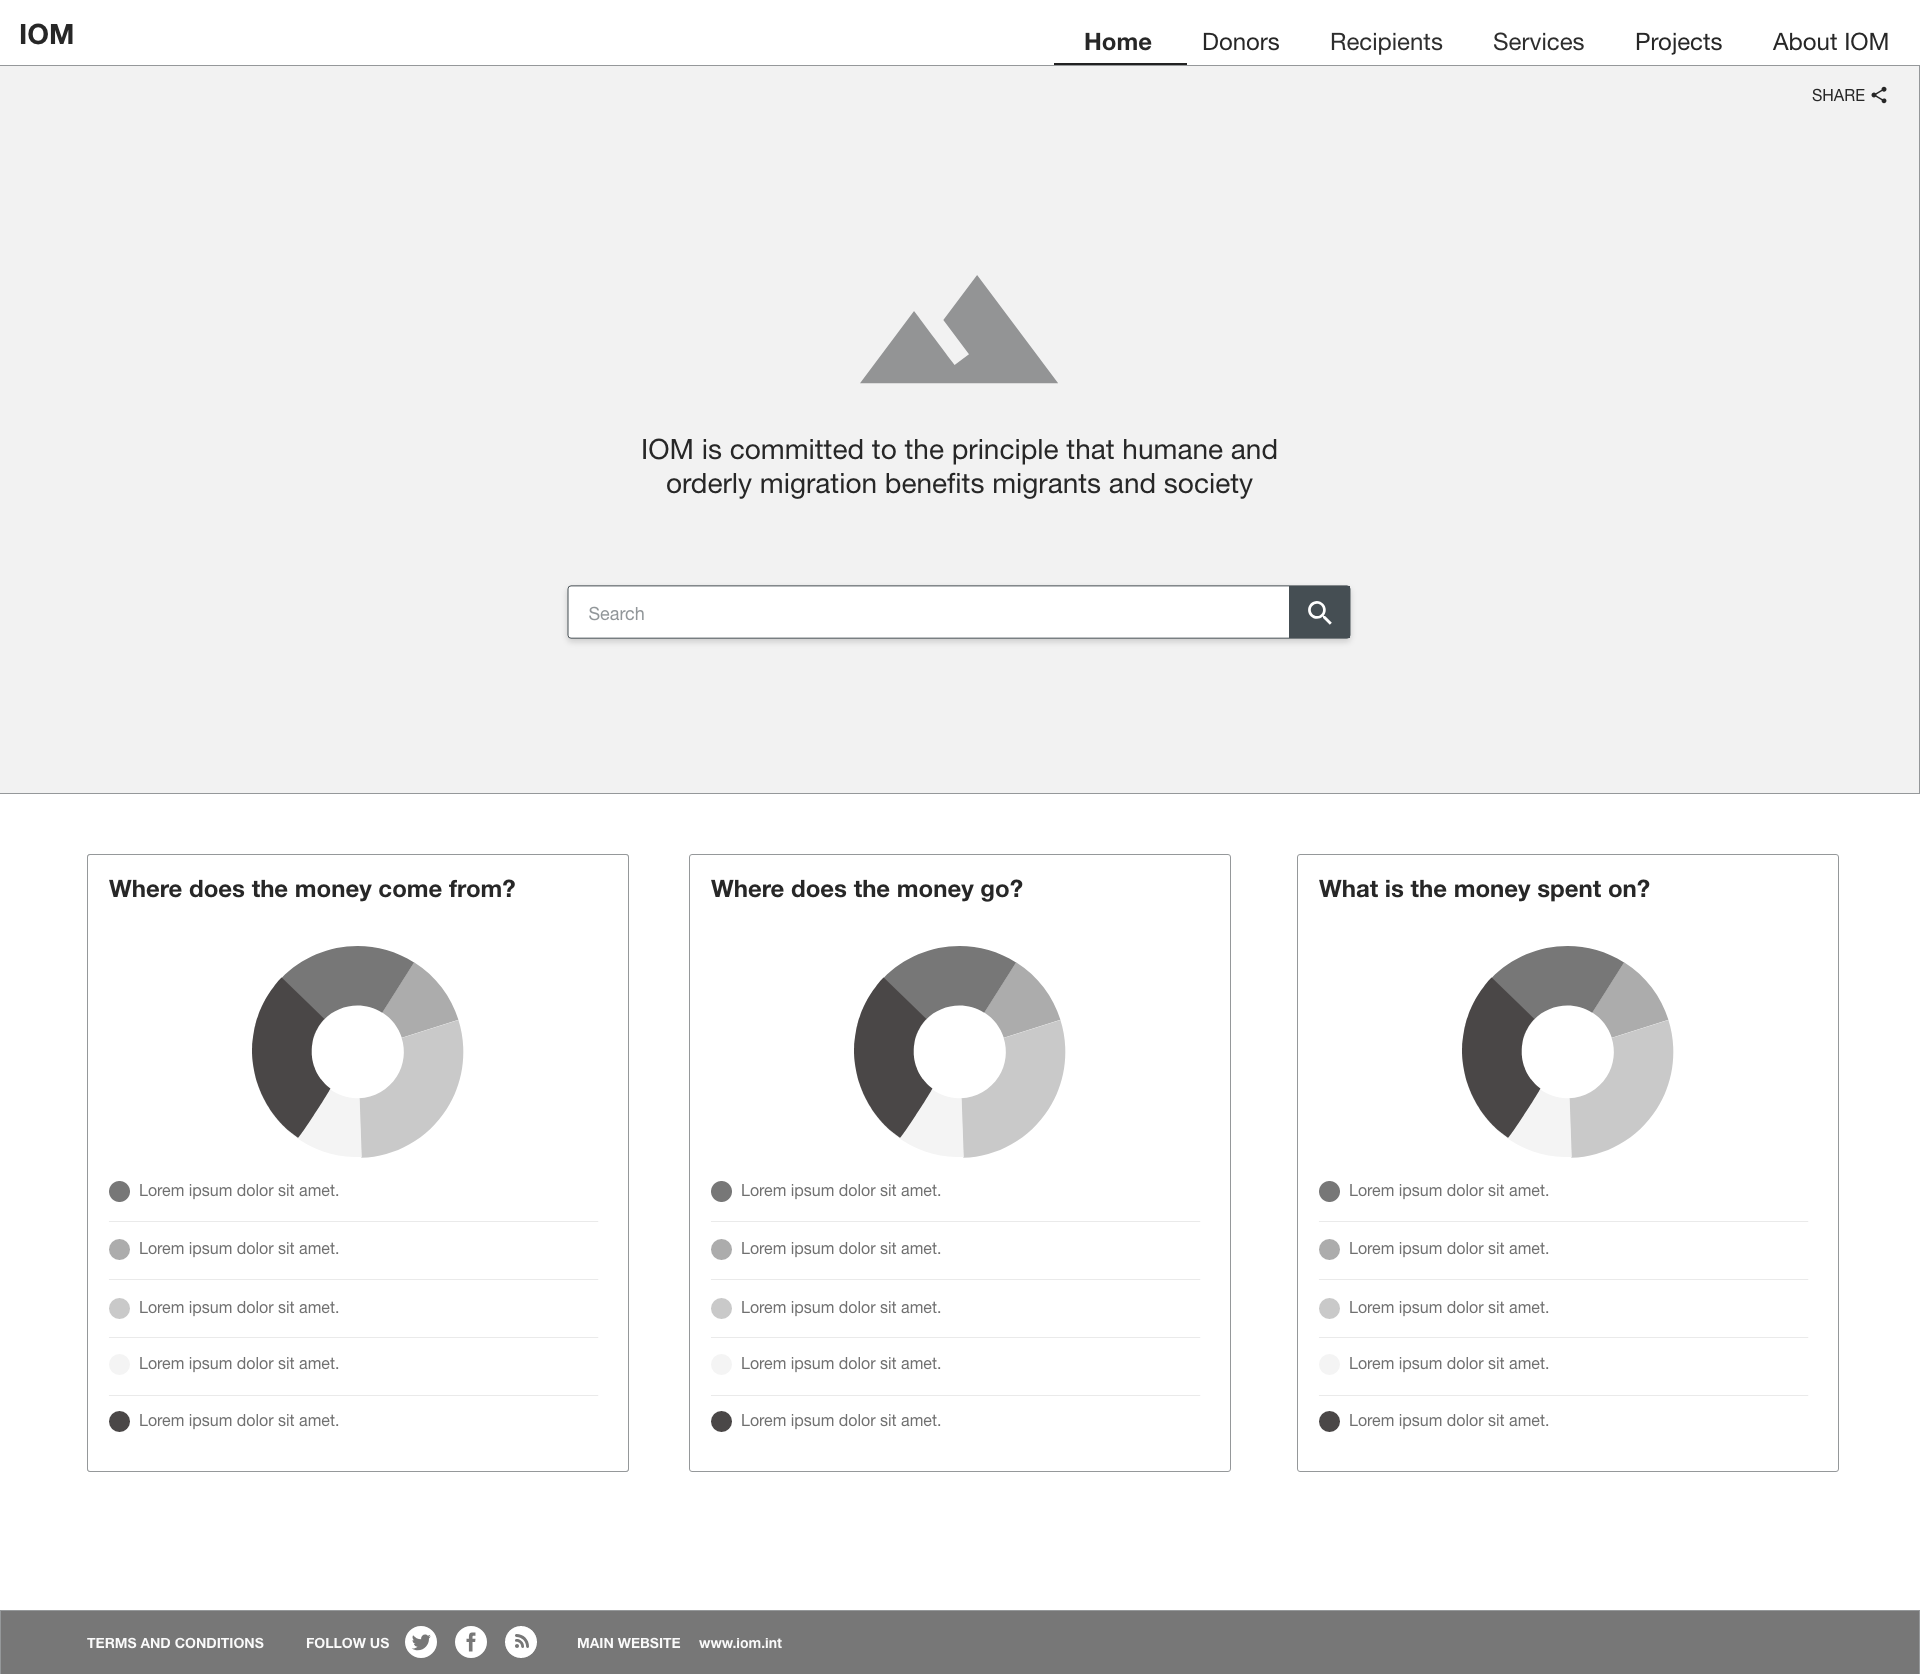 IOM
Home
Donors
Recipients
Services
Projects
About IOM
SHARE
IOM is committed to the principle that humane and
orderly migration benefits migrants and society
Search
Where does the money come from?
Lorem ipsum dolor sit amet.
Lorem ipsum dolor sit amet.
Lorem ipsum dolor sit amet.
Lorem ipsum dolor sit amet.
Lorem ipsum dolor sit amet.
Where does the money go?
Lorem ipsum dolor sit amet.
Lorem ipsum dolor sit amet.
Lorem ipsum dolor sit amet.
Lorem ipsum dolor sit amet.
Lorem ipsum dolor sit amet.
What is the money spent on?
Lorem ipsum dolor sit amet.
Lorem ipsum dolor sit amet.
Lorem ipsum dolor sit amet.
Lorem ipsum dolor sit amet.
Lorem ipsum dolor sit amet.
TERMS AND CONDITIONS
FOLLOW US
MAIN WEBSITE
www.iom.int